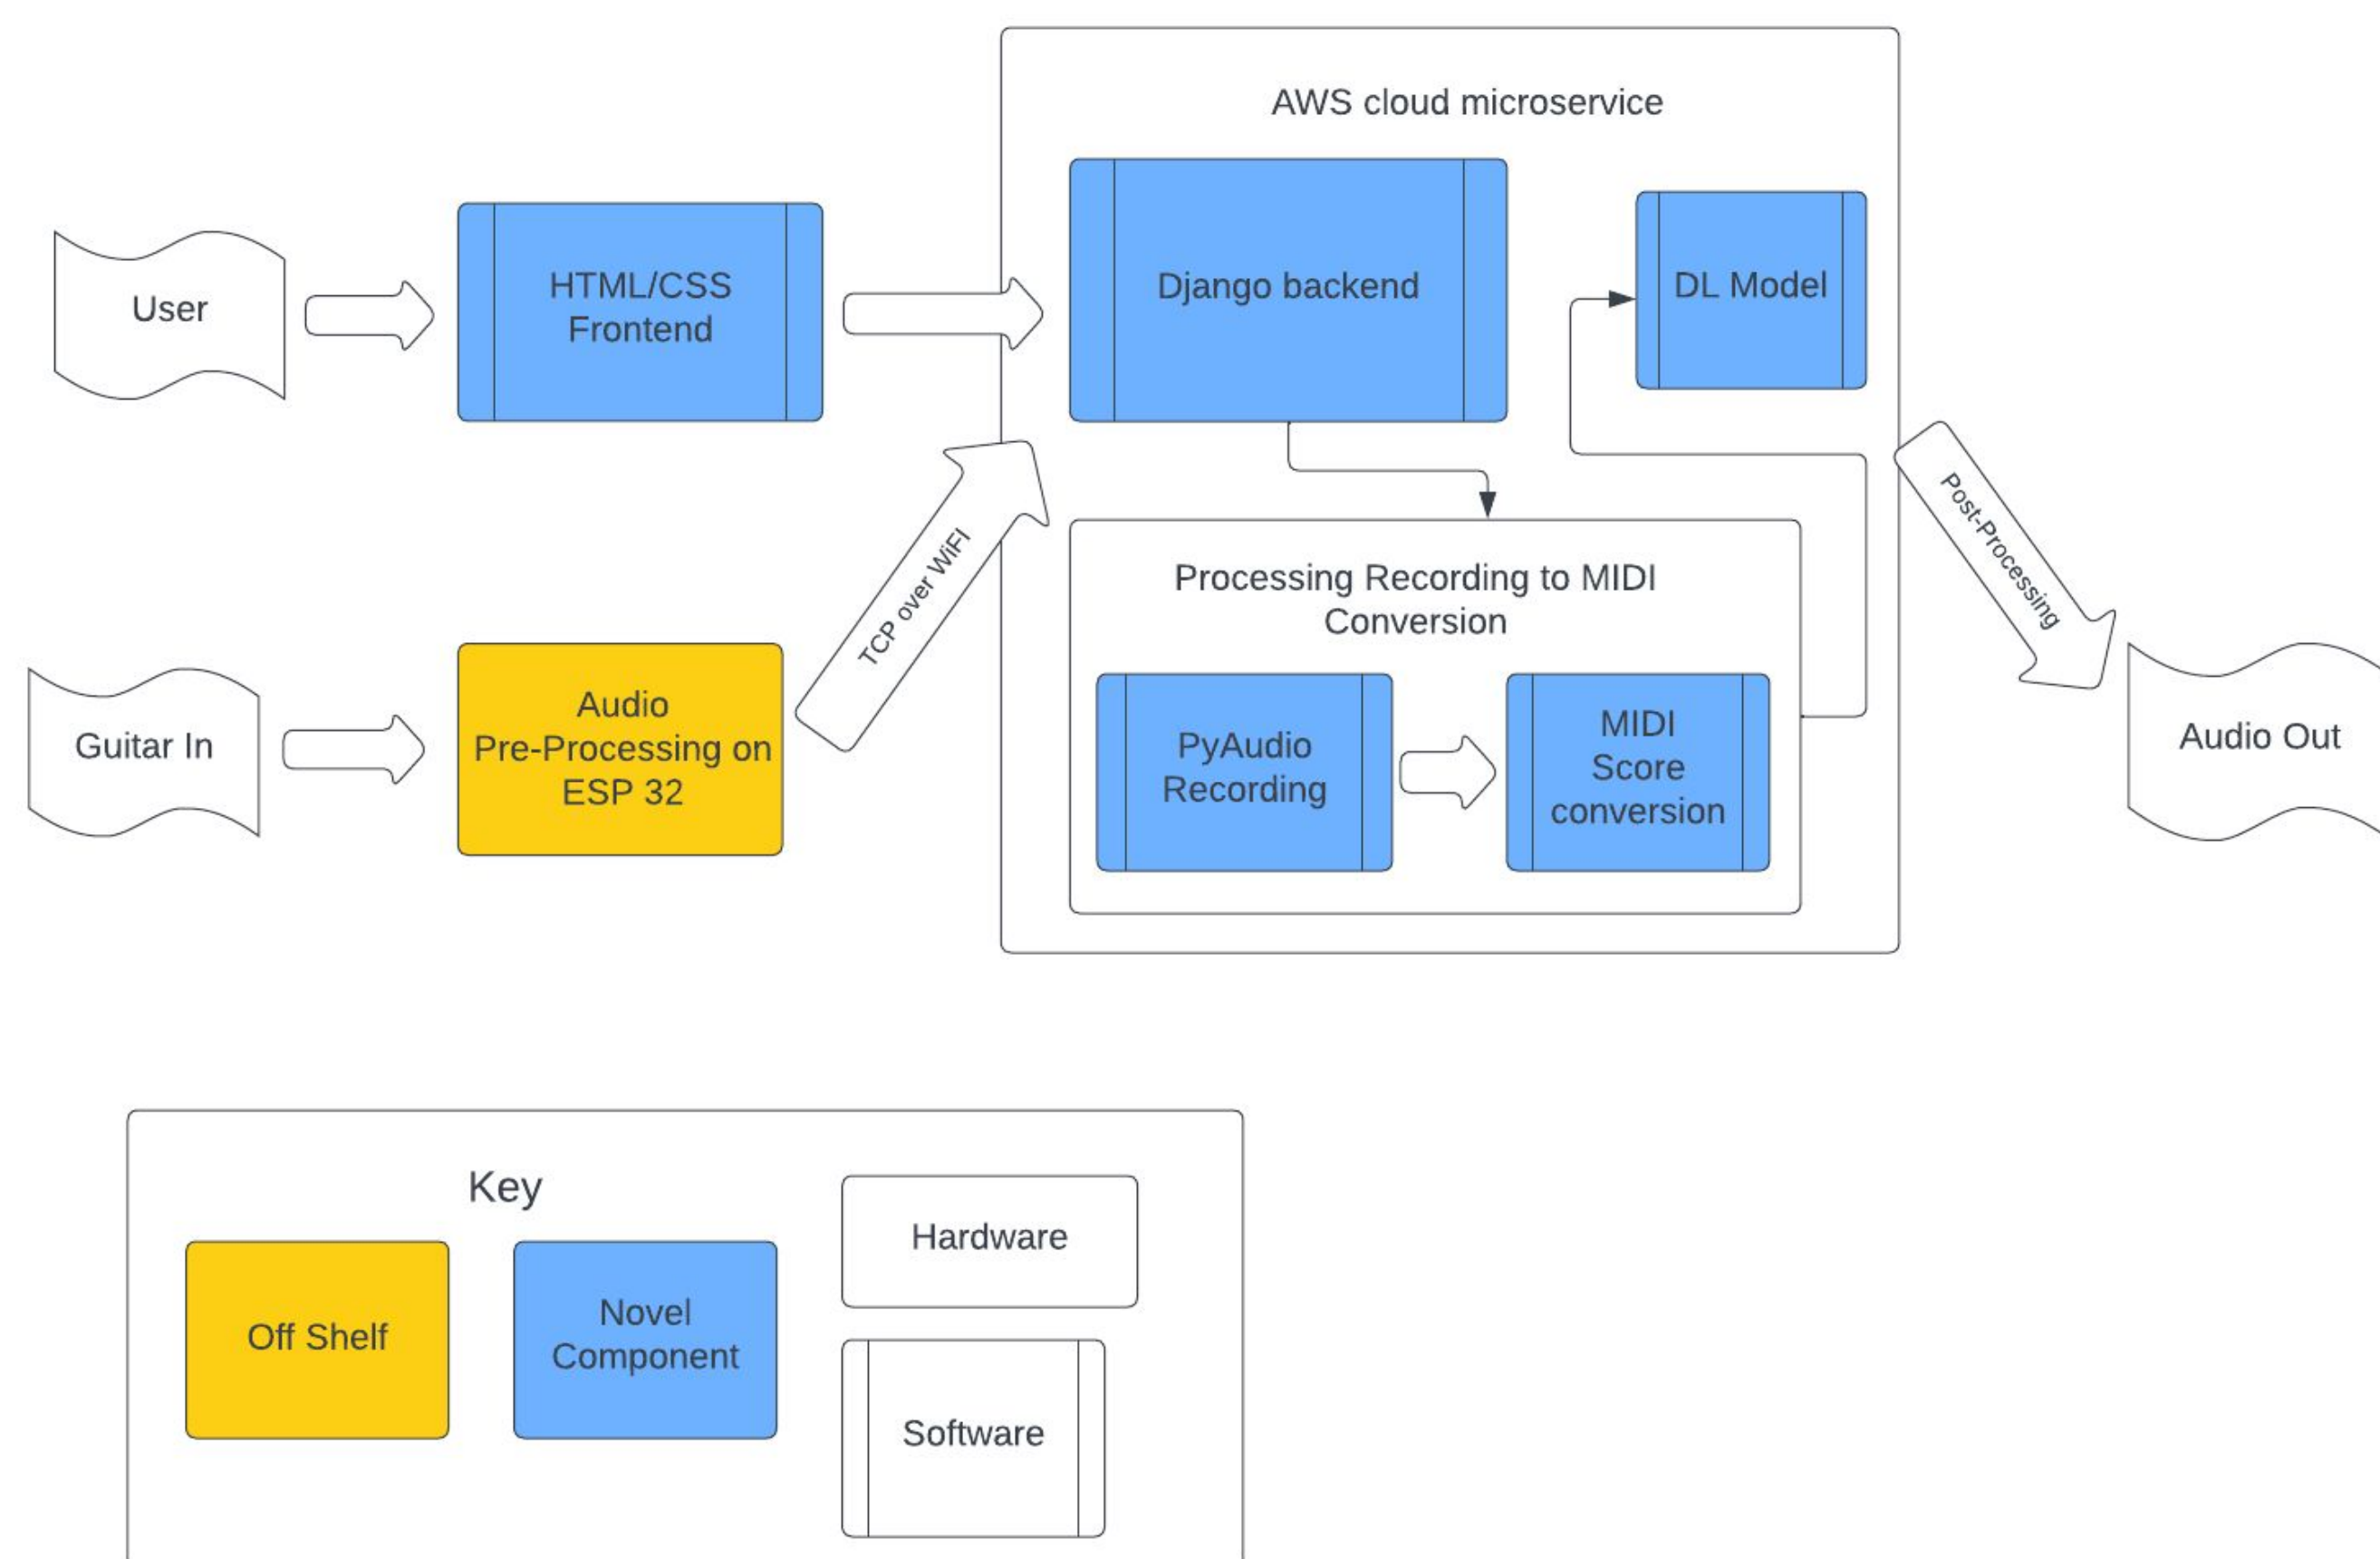 AWS cloud microservice
User
HTML/CSS
Frontend
Django backend
DL Model
TCP over WiFI
Post-Processing
Guitar In
Audio
Pre-Processing on
ESP 32
Processing Recording to MIDI
Conversion
PyAudio
Recording
MIDI
Score
conversion
Audio Out
Key
Off Shelf
Novel
Component
Hardware
Software